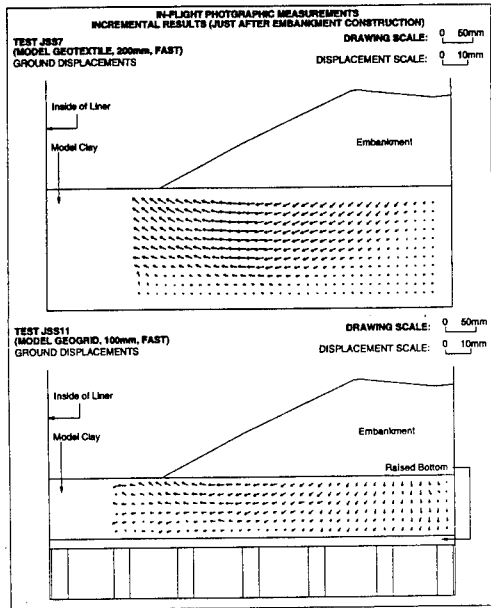 IN-FLIGHT PHOTGRAPHIC MEASUREMENTS
INCREMENTAL RESULTS (JUST AFTER EMBANKMENT CONSTRUCTION)
TEST JSS7
(MODEL GEOTEXTILE, 200mm, FAST)
GROUND DISPLACEMENTS
DRAWING SCALE: 0 50mm
DISPLACEMENT SCALE: 0 10mm
Inside of Liner
Model Clay
Embankment
TEST JSS11
(MODEL GEOGRID, 100mm, FAST)
GROUND DISPLACEMENTS
DRAWING SCALE: 0 50mm
DISPLACEMENT SCALE: 0 10mm
Inside of Liner
Model Clay
Embankment
Raised Bottom